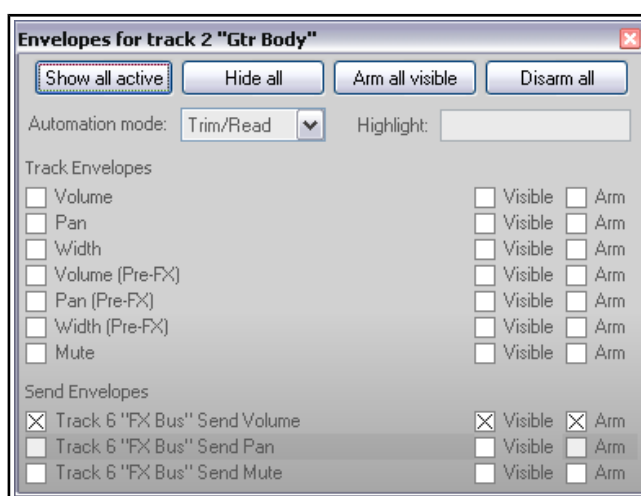 Envelopes for track 2 "Gtr Body"
Show all active Hide all Arm all visible Disarm all
Automation mode: Trim/Read Highlight:
Track Envelopes
Volume Visible Arm
Pan Visible Arm
Width Visible Arm
Volume (Pre-FX) Visible Arm
Pan (Pre-FX) Visible Arm
Width (Pre-FX) Visible Arm
Mute Visible Arm
Send Envelopes
Track 6 "FX Bus" Send Volume Visible Arm
Track 6 "FX Bus" Send Pan Visible Arm
Track 6 "FX Bus" Send Mute Visible Arm